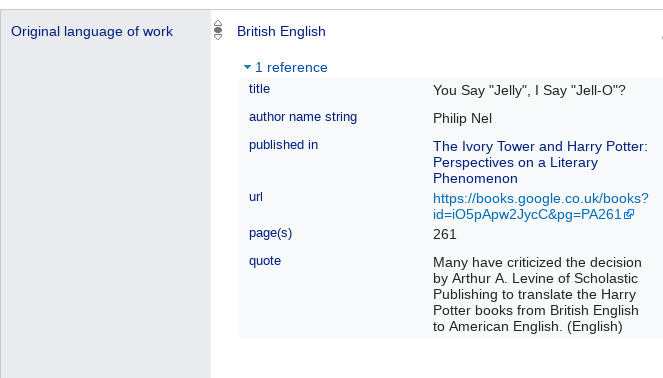 Original language of work
British English
1 reference
title
You Say "Jelly", I Say "Jell-O"?
author name string
Philip Nel
published in
The Ivory Tower and Harry Potter:
Perspectives on a Literary
Phenomenon
url
https://books.google.co.uk/books?
id=iO5pApw2JycC&pg=PA261
page(s)
261
quote
Many have criticized the decision
by Arthur A. Levine of Scholastic
Publishing to translate the Harry
Potter books from British English
to American English. (English)